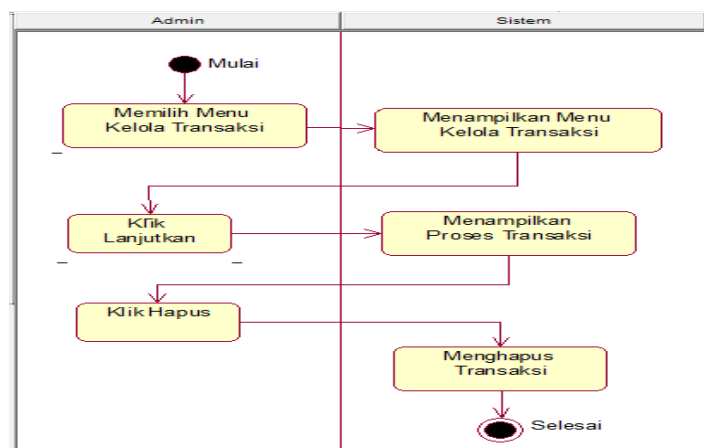 Admin
Sistem
Mulai
Memilih Menu
Kelola Transaksi
Menampilkan Menu
Kelola Transaksi
Klik
Lanjutkan
Menampilkan
Proses Transaksi
Klik Hapus
Menghapus
Transaksi
Selesai